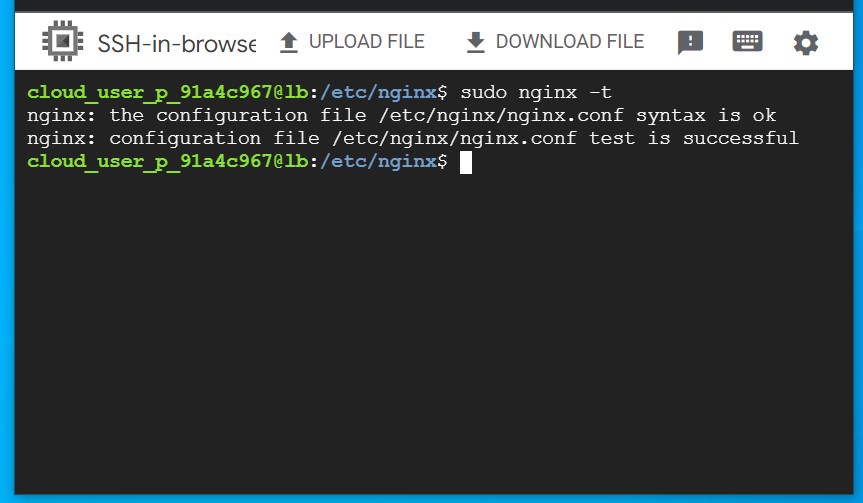 SSH-in-browse UPLOAD FILE DOWNLOAD FILE
cloud_user_p_91a4c967@lb:/etc/nginx$ sudo nginx -t
nginx: the configuration file /etc/nginx/nginx.conf syntax is ok
nginx: configuration file /etc/nginx/nginx.conf test is successful
cloud_user_p_91a4c967@lb:/etc/nginx$